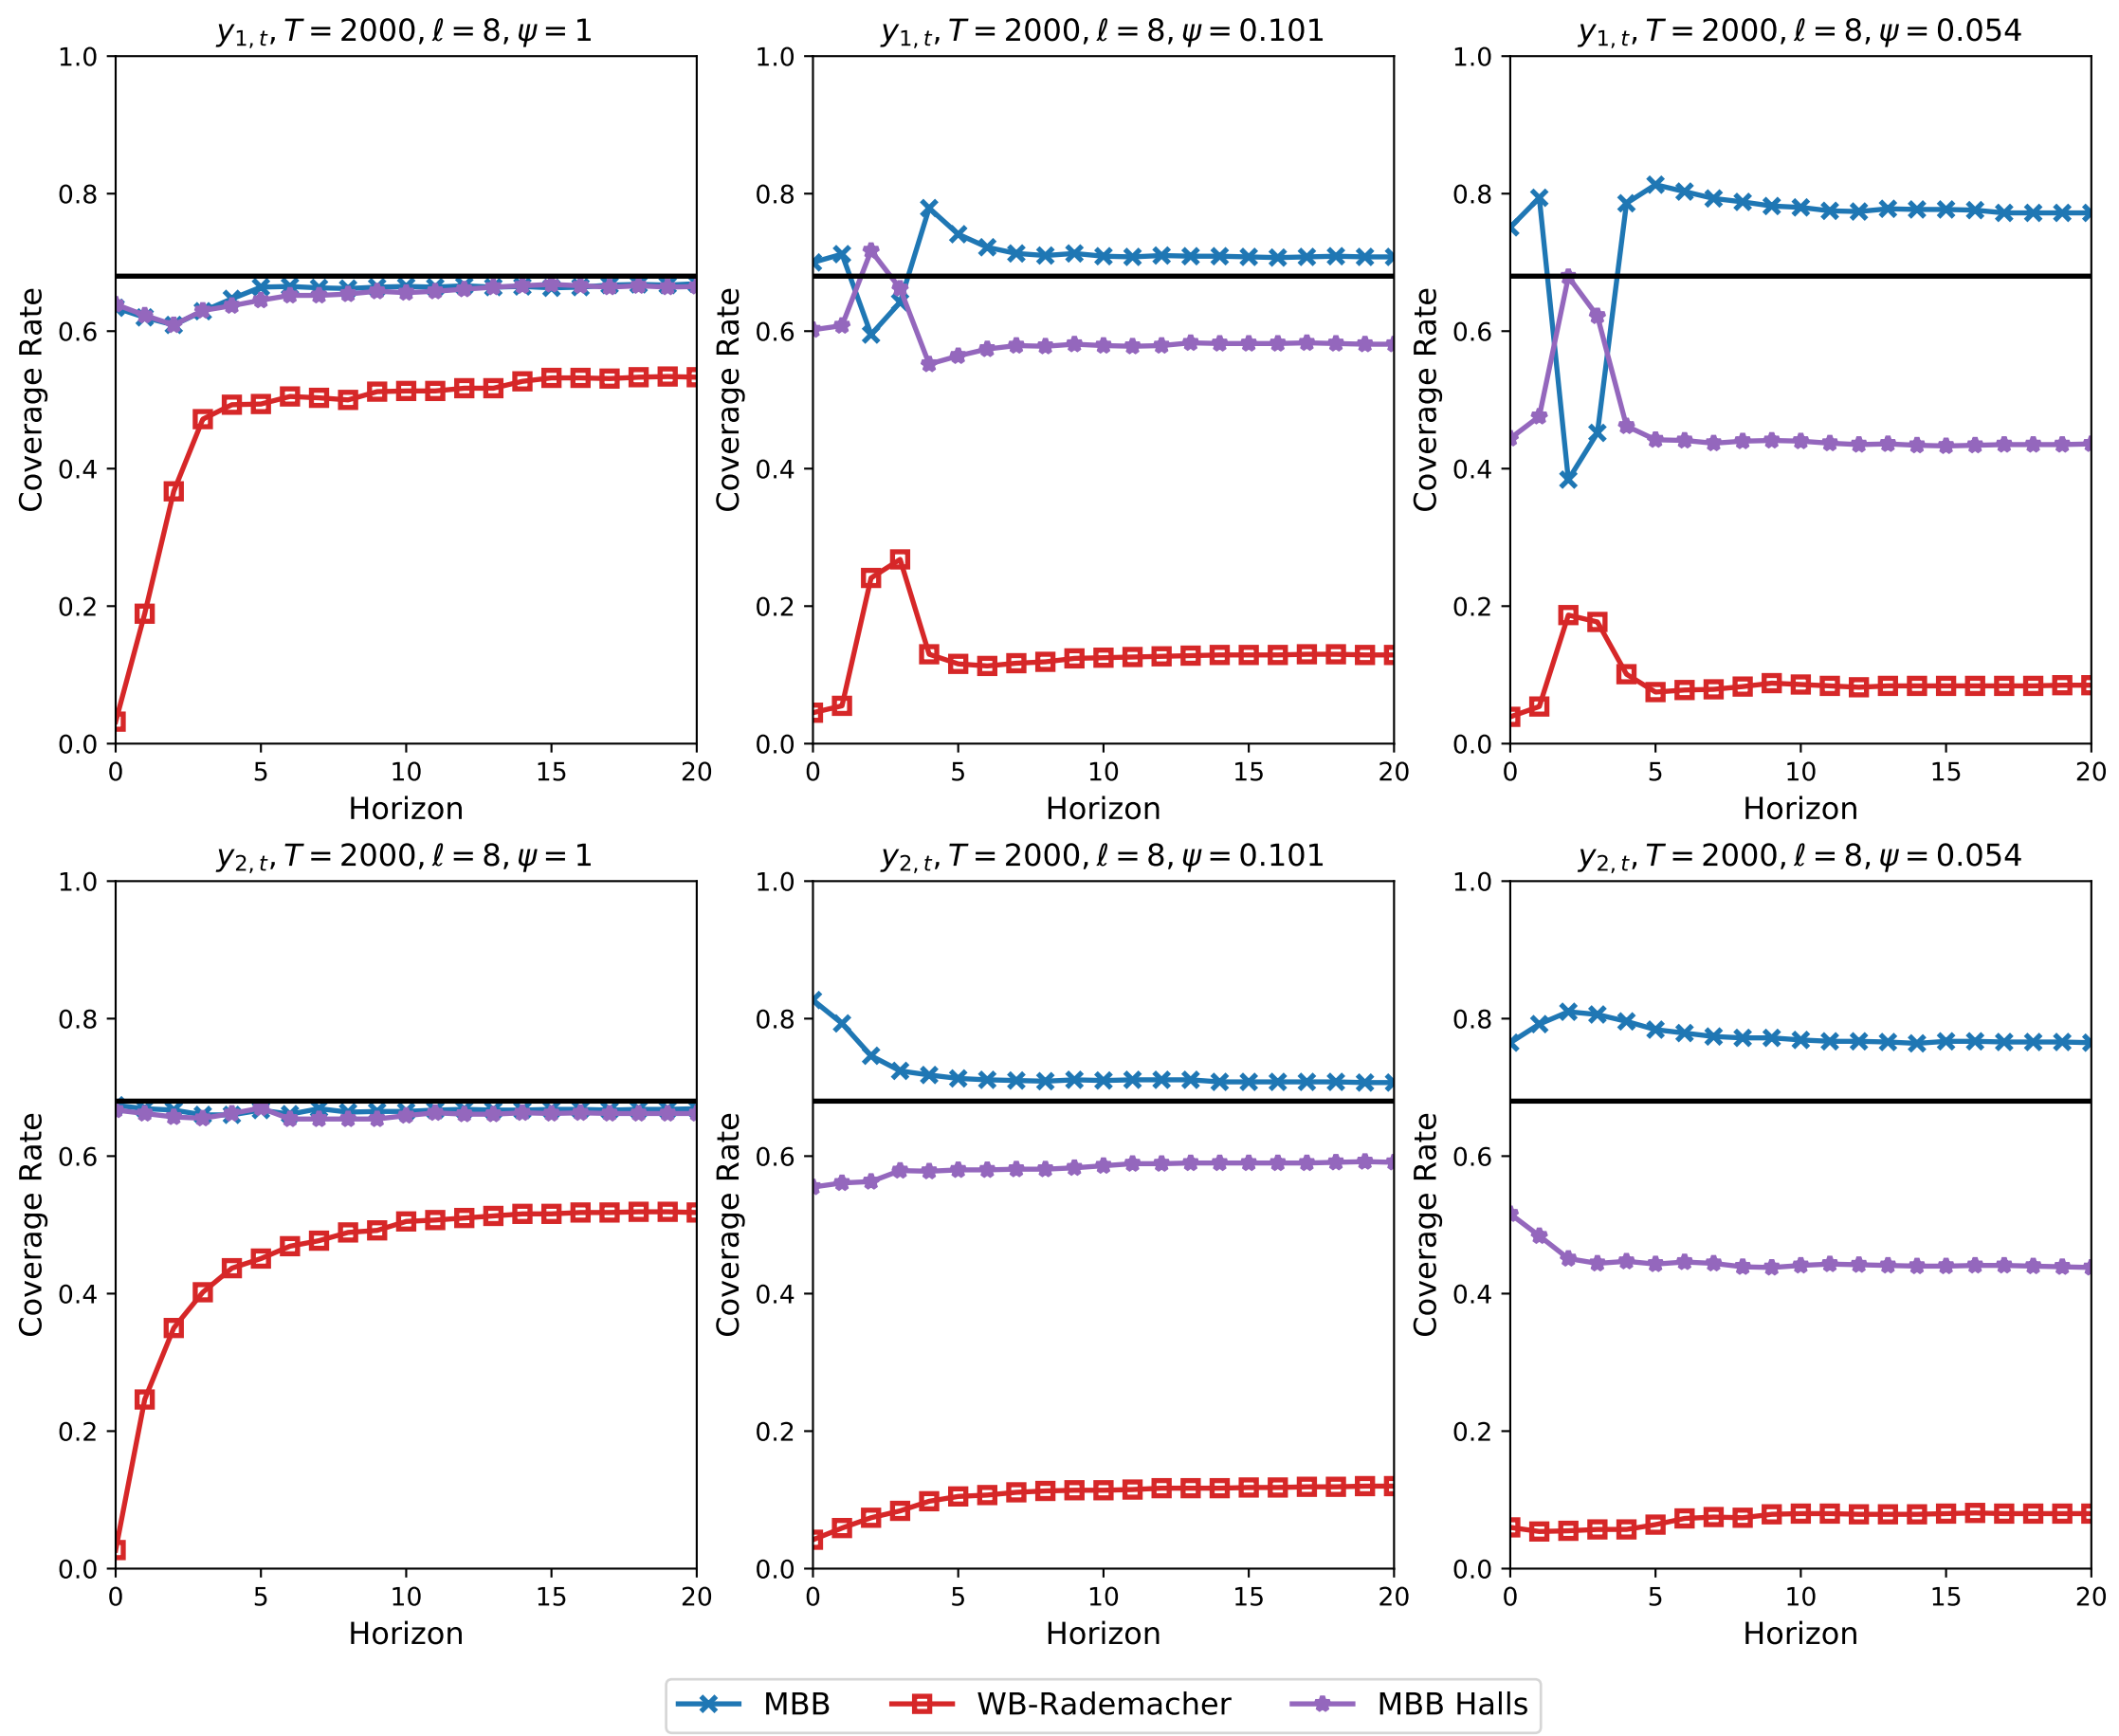 y₁,ₜ, T = 2000, ℓ = 8, ψ = 1
1.0
0.8
0.6
0.4
0.2
0.0
Coverage Rate
0 5 10 15 20
Horizon
y₁,ₜ, T = 2000, ℓ = 8, ψ = 0.101
1.0
0.8
0.6
0.4
0.2
0.0
Coverage Rate
0 5 10 15 20
Horizon
y₁,ₜ, T = 2000, ℓ = 8, ψ = 0.054
1.0
0.8
0.6
0.4
0.2
0.0
Coverage Rate
0 5 10 15 20
Horizon
y₂,ₜ, T = 2000, ℓ = 8, ψ = 1
1.0
0.8
0.6
0.4
0.2
0.0
Coverage Rate
0 5 10 15 20
Horizon
y₂,ₜ, T = 2000, ℓ = 8, ψ = 0.101
1.0
0.8
0.6
0.4
0.2
0.0
Coverage Rate
0 5 10 15 20
Horizon
y₂,ₜ, T = 2000, ℓ = 8, ψ = 0.054
1.0
0.8
0.6
0.4
0.2
0.0
Coverage Rate
0 5 10 15 20
Horizon
MBB WB-Rademacher MBB Halls